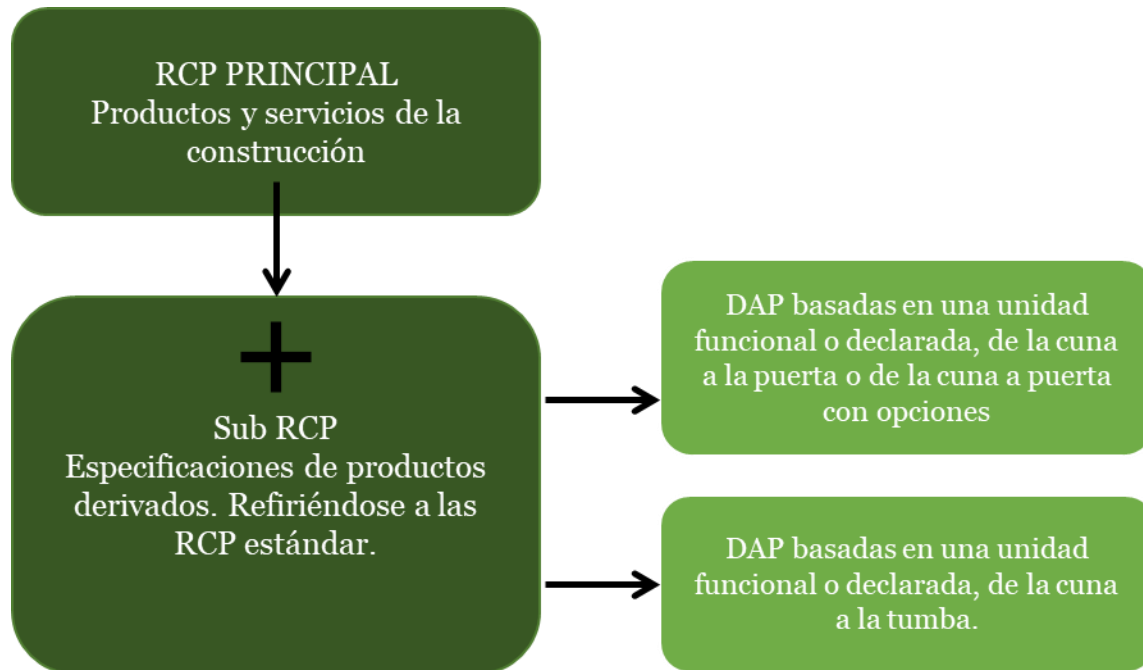 RCP PRINCIPAL
Productos y servicios de la
construcción
Sub RCP
Especificaciones de productos
derivados. Refiriéndose a las
RCP estándar.
DAP basadas en una unidad
funcional o declarada, de la cuna
a la puerta o de la cuna a puerta
con opciones
DAP basadas en una unidad
funcional o declarada, de la cuna
a la tumba.